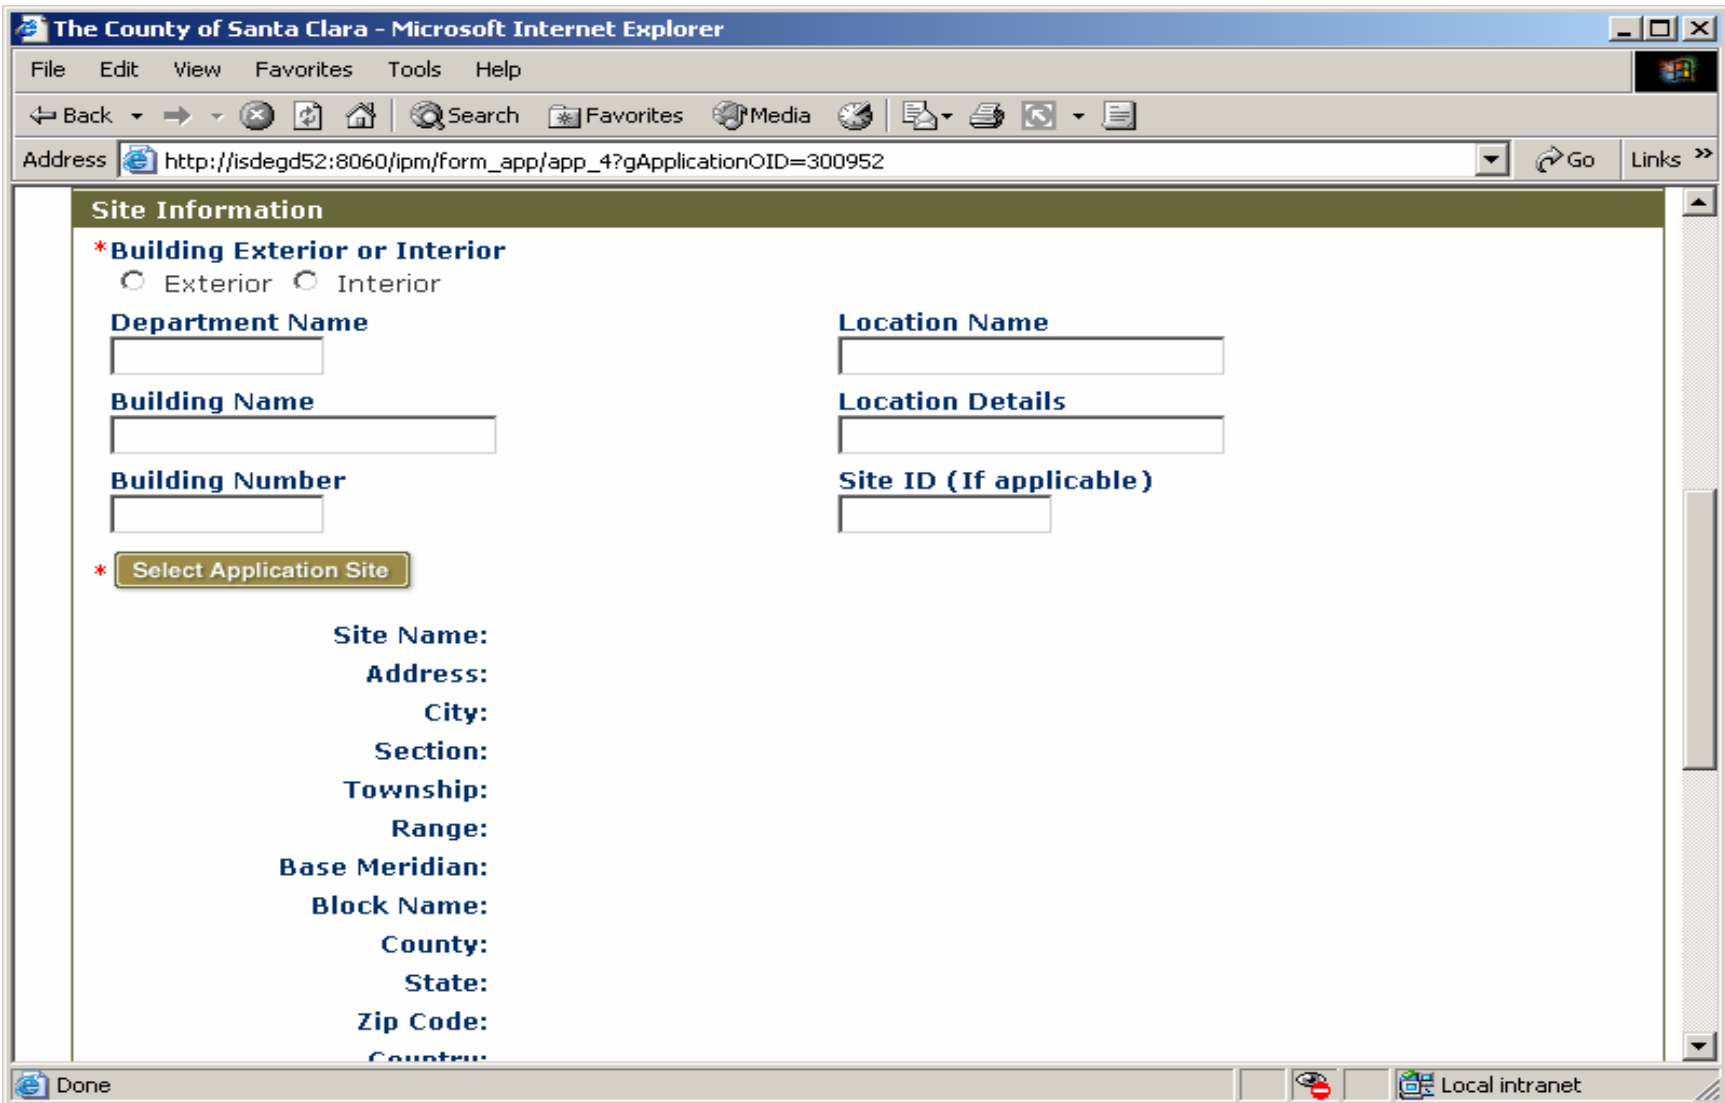 The County of Santa Clara - Microsoft Internet Explorer
File Edit View Favorites Tools Help
Back Search Favorites Media
Address http://isdegd52:8060/ipm/form_app/app_4?gApplicationOID=300952 Go Links »
Site Information
*Building Exterior or Interior
Exterior Interior
Department Name Location Name
Building Name Location Details
Building Number Site ID (If applicable)
* Select Application Site
Site Name:
Address:
City:
Section:
Township:
Range:
Base Meridian:
Block Name:
County:
State:
Zip Code:
Country:
Done Local intranet